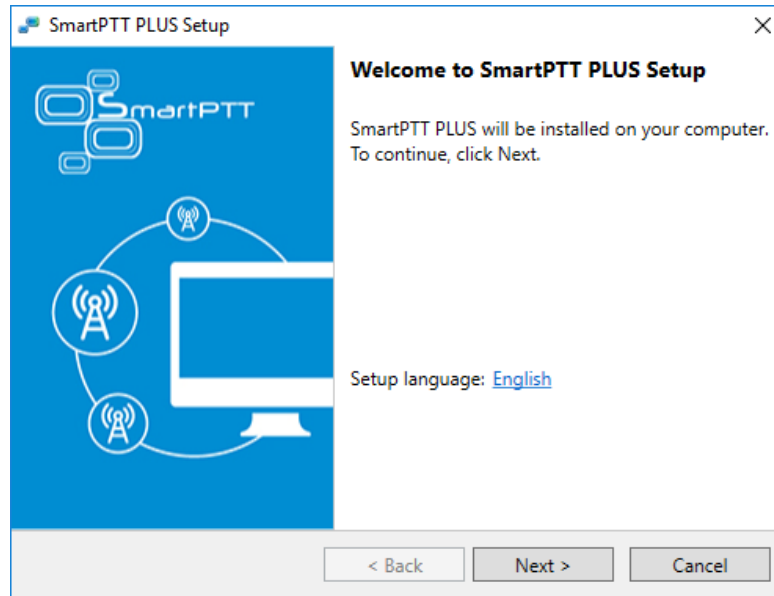 SmartPTT PLUS Setup
SmartPTT
Welcome to SmartPTT PLUS Setup
SmartPTT PLUS will be installed on your computer.
To continue, click Next.
Setup language: English
< Back
Next >
Cancel